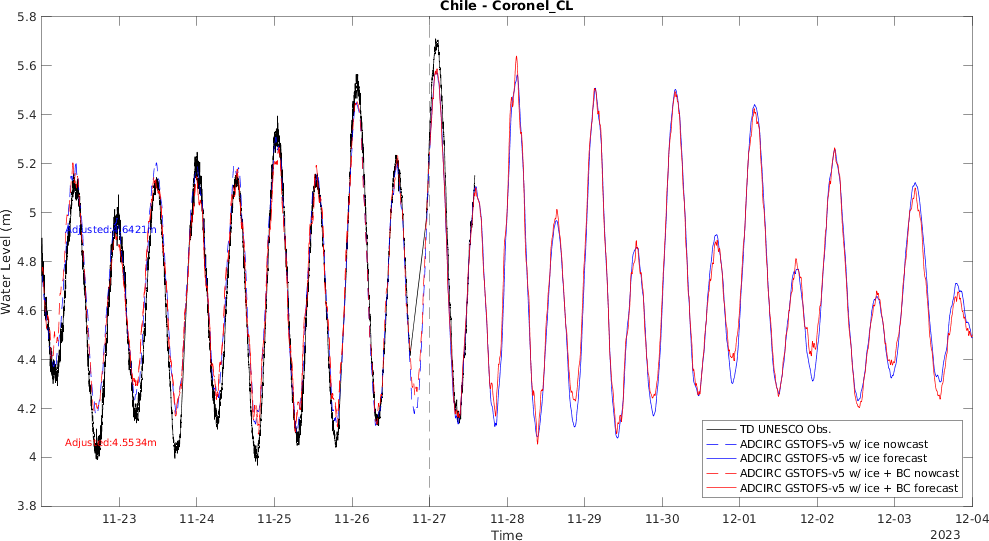 Chile - Coronel_CL
5.8
5.6
5.4
5.2
5
4.8
4.6
4.4
4.2
4
3.8
Water Level (m)
Adjusted:4.5534m
TD UNESCO Obs.
ADCIRC GSTOFS-v5 w/ ice nowcast
ADCIRC GSTOFS-v5 w/ ice forecast
ADCIRC GSTOFS-v5 w/ ice + BC nowcast
ADCIRC GSTOFS-v5 w/ ice + BC forecast
11-23
11-24
11-25
11-26
11-27
11-28
11-29
11-30
12-01
12-02
12-03
12-04
Time
2023